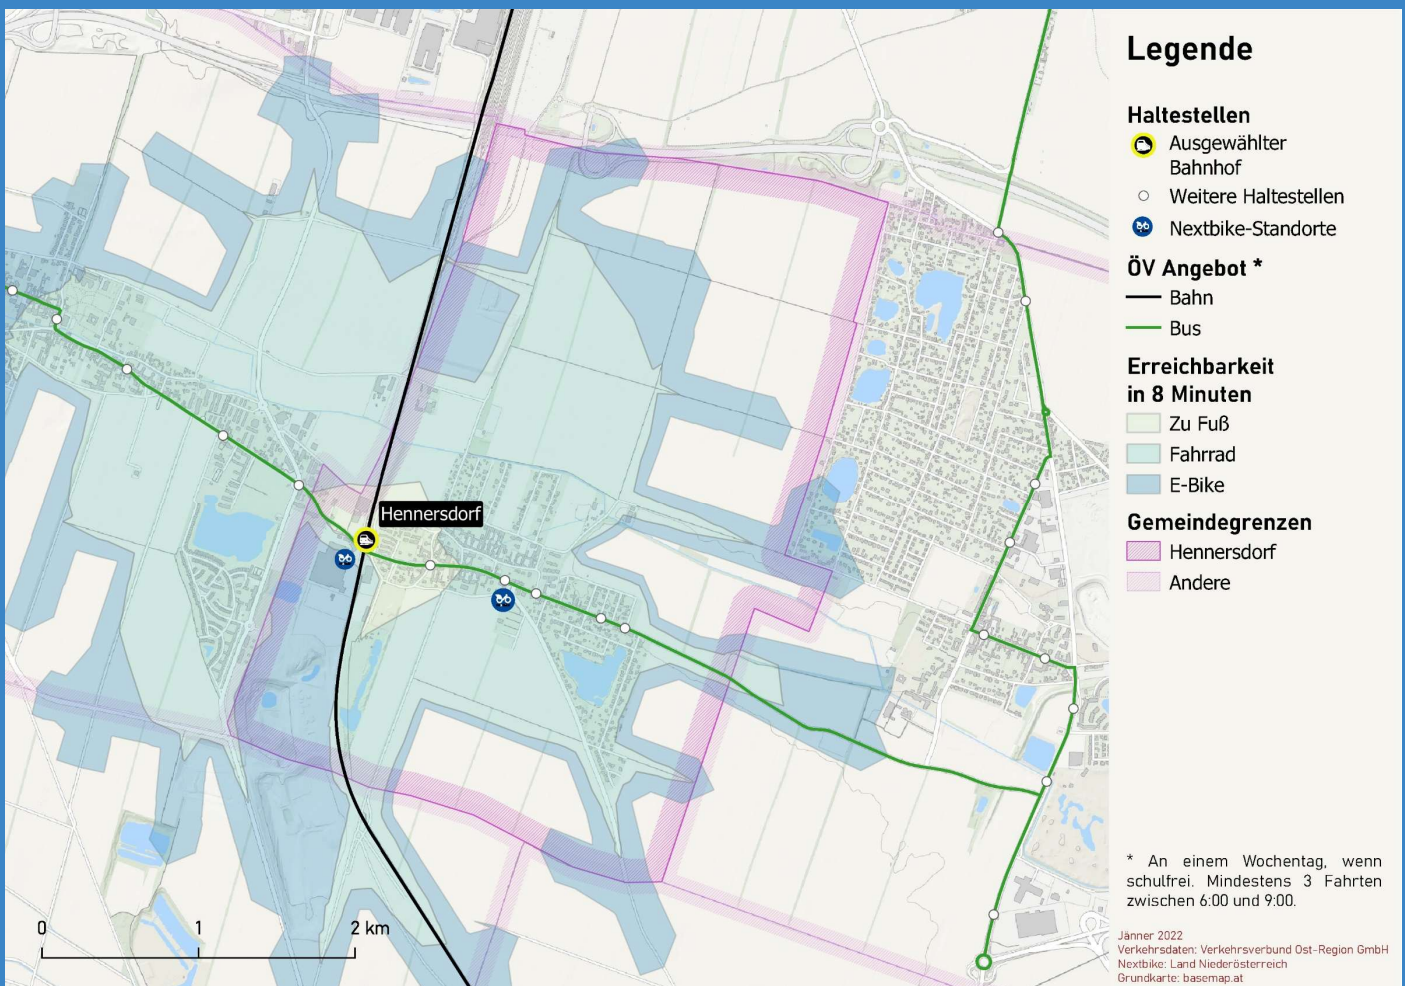 Legende
Haltestellen
Ausgewählter
Bahnhof
Weitere Haltestellen
Nextbike-Standorte
ÖV Angebot *
Bahn
Bus
Erreichbarkeit
in 8 Minuten
Zu Fuß
Fahrrad
E-Bike
Gemeindegrenzen
Hennersdorf
Andere
Hennersdorf
* An einem Wochentag, wenn
schulfrei. Mindestens 3 Fahrten
zwischen 6:00 und 9:00.
0 1 2 km
Jänner 2022
Verkehrsdaten: Verkehrsverbund Ost-Region GmbH
Nextbike: Land Niederösterreich
Grundkarte: basemap.at